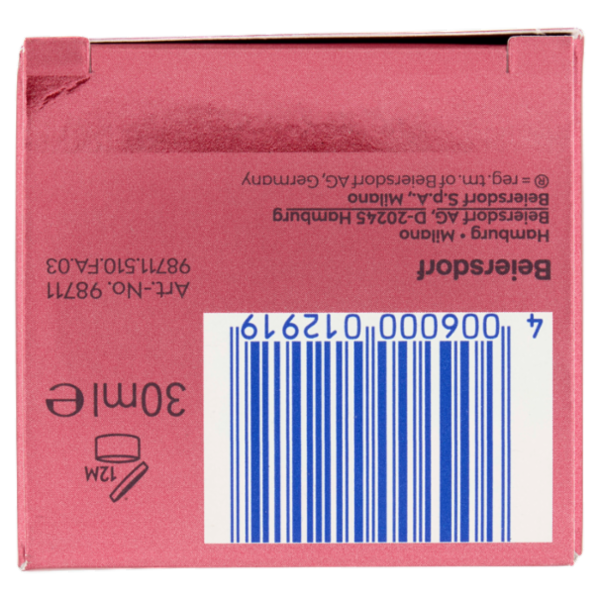 12M
30ml e
4 006000 012919
Art.-No. 98711
98711.510.FA.03
Beiersdorf
Hamburg • Milano
Beiersdorf AG, D-20245 Hamburg
Beiersdorf S.p.A., Milano
® = reg. tm. of Beiersdorf AG, Germany